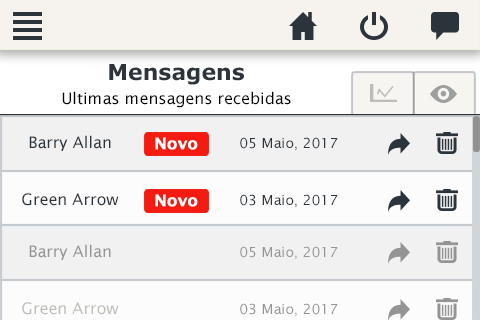 Mensagens
Ultimas mensagens recebidas
Barry Allan Novo 05 Maio, 2017
Green Arrow Novo 03 Maio, 2017
Barry Allan 05 Maio, 2017
Green Arrow 03 Maio, 2017